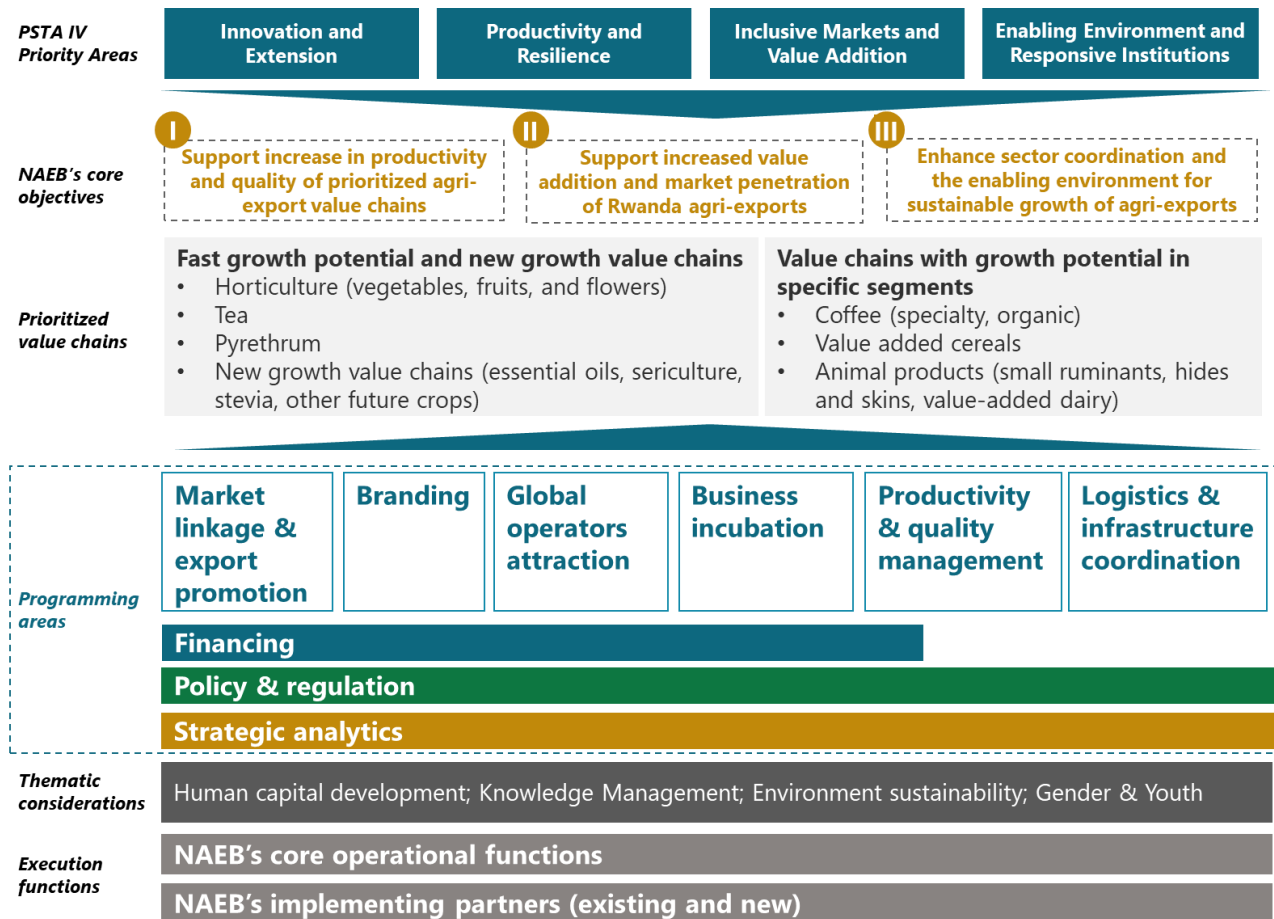 PSTA IV
Priority Areas
Innovation and
Extension
Productivity and
Resilience
Inclusive Markets and
Value Addition
Enabling Environment and
Responsive Institutions
NAEB's core
objectives
I
Support increase in productivity
and quality of prioritized agri-
export value chains
II
Support increased value
addition and market penetration
of Rwanda agri-exports
III
Enhance sector coordination and
the enabling environment for
sustainable growth of agri-exports
Prioritized
value chains
Fast growth potential and new growth value chains
• Horticulture (vegetables, fruits, and flowers)
• Tea
• Pyrethrum
• New growth value chains (essential oils, sericulture,
stevia, other future crops)
Value chains with growth potential in
specific segments
• Coffee (specialty, organic)
• Value added cereals
• Animal products (small ruminants, hides
and skins, value-added dairy)
Programming
areas
Market
linkage &
export
promotion
Branding
Global
operators
attraction
Business
incubation
Productivity
& quality
management
Logistics &
infrastructure
coordination
Financing
Policy & regulation
Strategic analytics
Thematic
considerations
Human capital development; Knowledge Management; Environment sustainability; Gender & Youth
Execution
functions
NAEB's core operational functions
NAEB's implementing partners (existing and new)